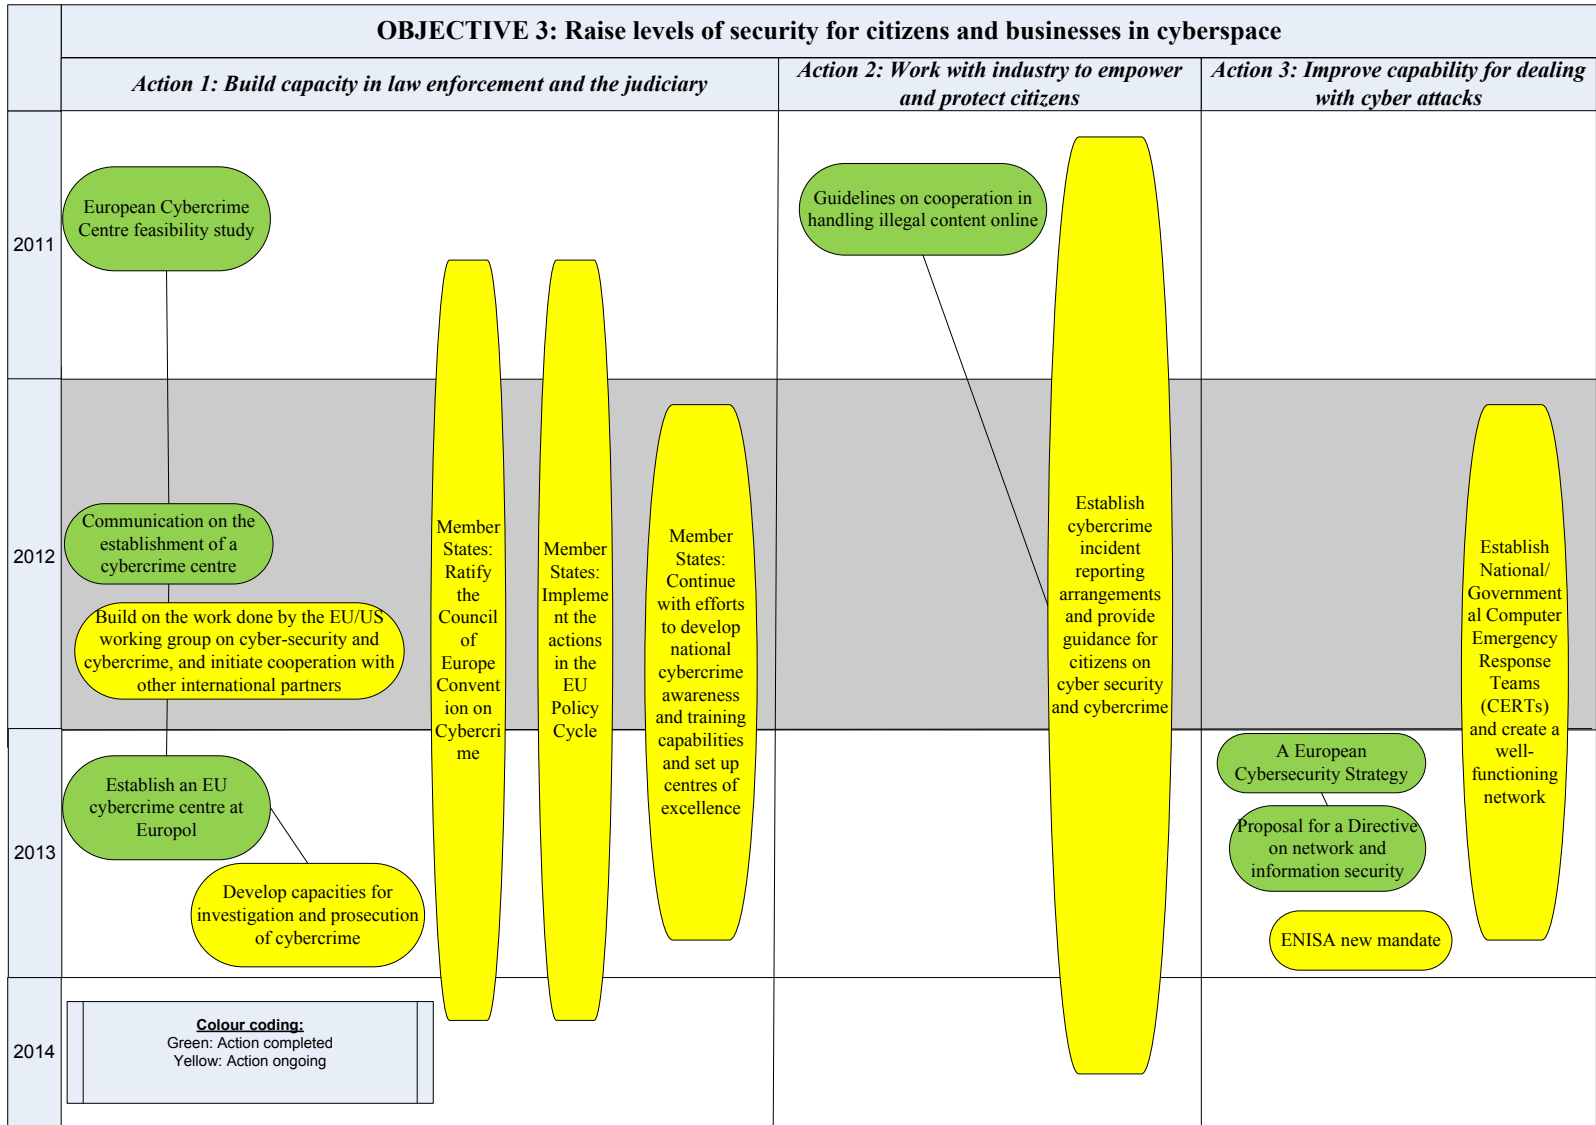 OBJECTIVE 3: Raise levels of security for citizens and businesses in cyberspace
Action 1: Build capacity in law enforcement and the judiciary
Action 2: Work with industry to empower
and protect citizens
Action 3: Improve capability for dealing
with cyber attacks
2011
European Cybercrime
Centre feasibility study
Guidelines on cooperation in
handling illegal content online
2012
Communication on the
establishment of a
cybercrime centre
Build on the work done by the EU/US
working group on cyber-security and
cybercrime, and initiate cooperation with
other international partners
Member
States:
Ratify
the
Council
of
Europe
Convent
ion on
Cybercri
me
Member
States:
Impleme
nt the
actions
in the
EU
Policy
Cycle
Member
States:
Continue
with efforts
to develop
national
cybercrime
awareness
and training
capabilities
and set up
centres of
excellence
Establish
cybercrime
incident
reporting
arrangements
and provide
guidance for
citizens on
cyber security
and cybercrime
Establish
National/
Government
al Computer
Emergency
Response
Teams
(CERTs)
and create a
well-
functioning
network
2013
Establish an EU
cybercrime centre at
Europol
Develop capacities for
investigation and prosecution
of cybercrime
A European
Cybersecurity Strategy
Proposal for a Directive
on network and
information security
ENISA new mandate
2014
Colour coding:
Green: Action completed
Yellow: Action ongoing